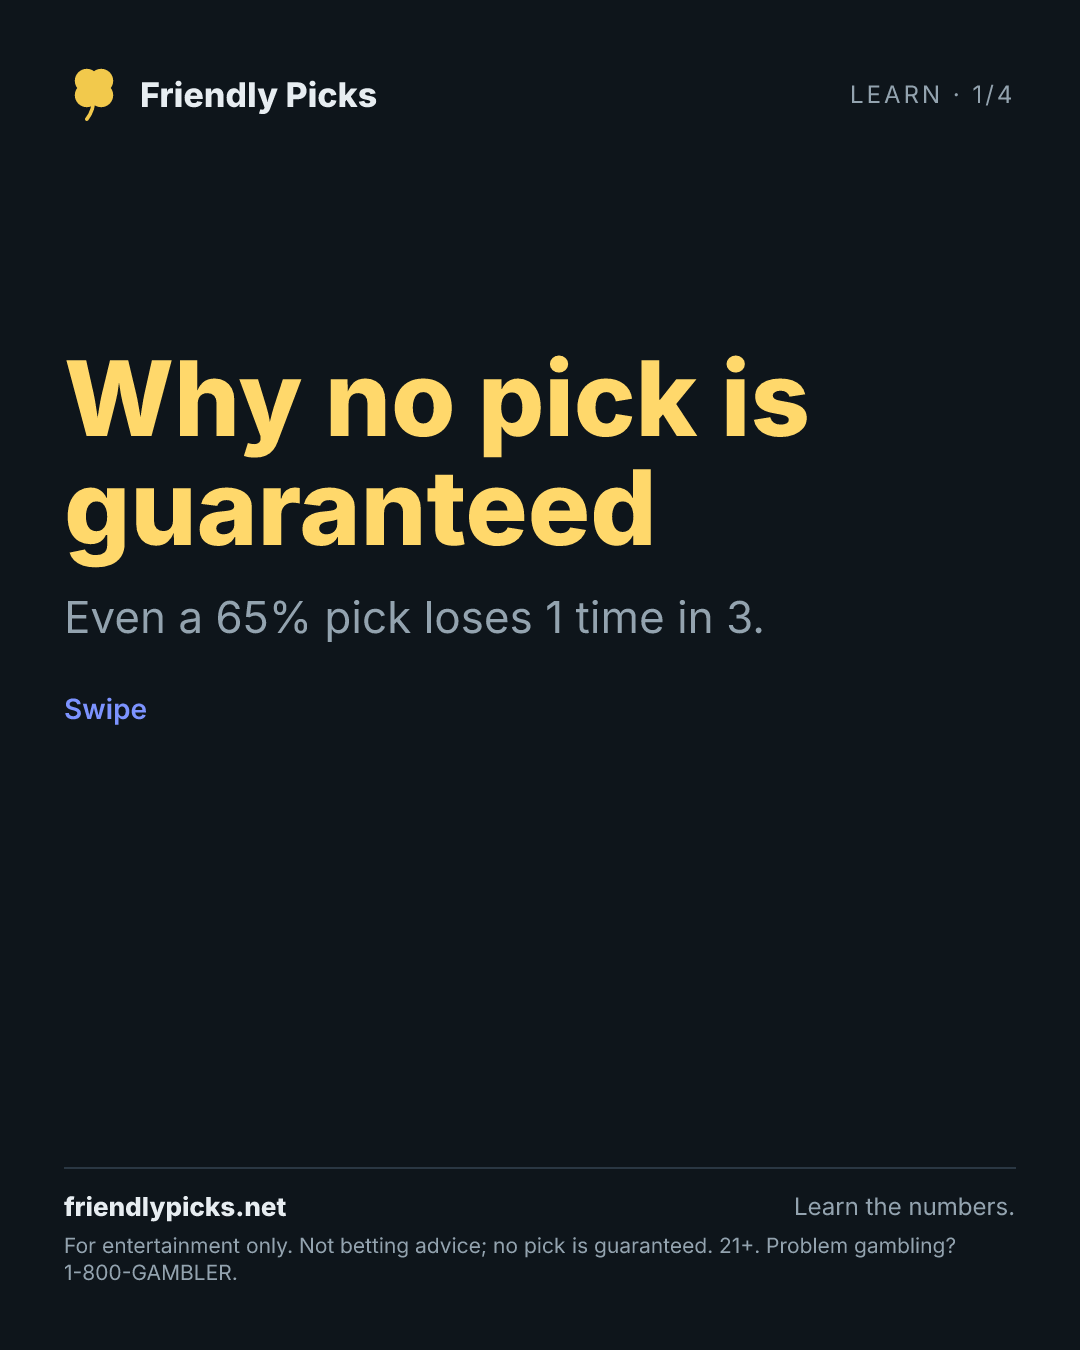 Friendly Picks
LEARN · 1/4
Why no pick is
guaranteed
Even a 65% pick loses 1 time in 3.
Swipe
friendlypicks.net
Learn the numbers.
For entertainment only. Not betting advice; no pick is guaranteed. 21+. Problem gambling?
1-800-GAMBLER.